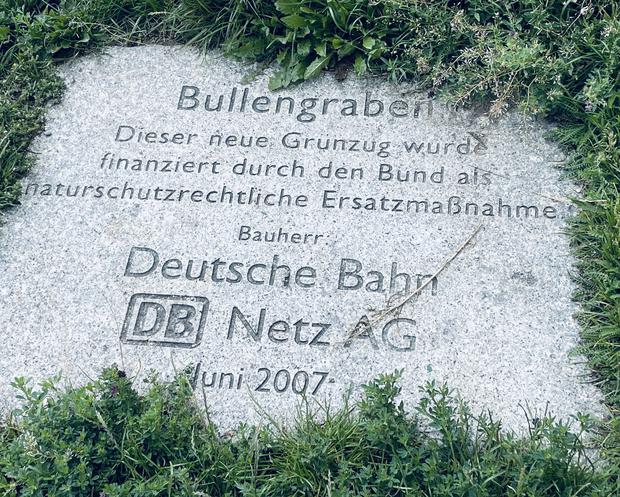 Bullengraben
Dieser neue Grünzug wurde
finanziert durch den Bund als
naturschutzrechtliche Ersatzmaßnahme
Bauherr:
Deutsche Bahn
DB Netz AG
Juni 2007